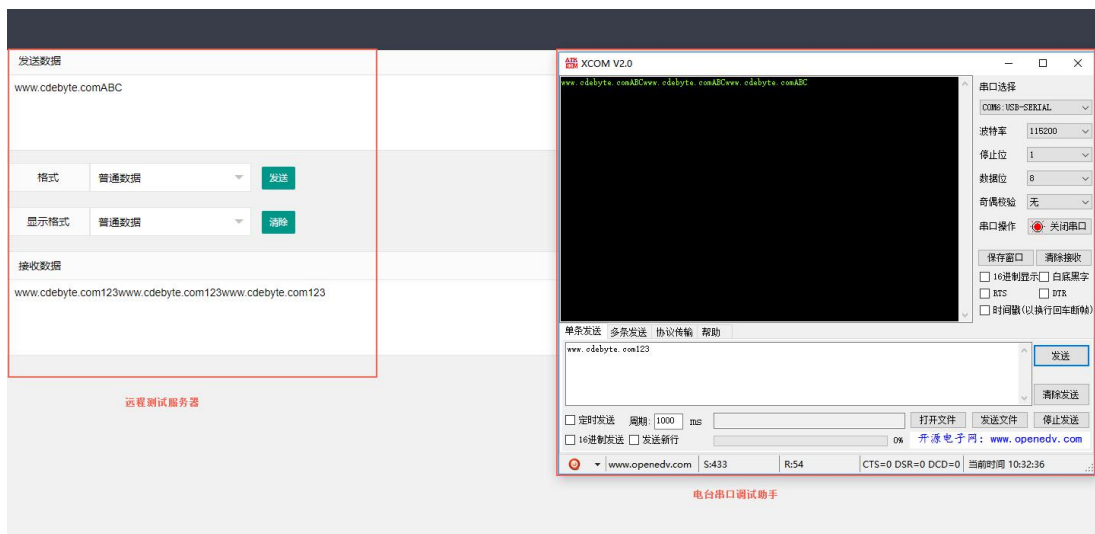 发送数据
www.cdebyte.comABC
格式 普通数据 发送
显示格式 普通数据 清除
接收数据
www.cdebyte.com123www.cdebyte.com123www.cdebyte.com123
远程测试服务器
XCOM V2.0
www.cdebyte.comABCwww.cdebyte.comABCwww.cdebyte.comABC
串口选择
COM6:USB-SERIAL
波特率 115200
停止位 1
数据位 8
奇偶校验 无
串口操作 关闭串口
保存窗口 清除接收
16进制显示 白底黑字
RTS DTR
时间戳(以换行回车断帧)
单条发送 多条发送 协议传输 帮助
www.cdebyte.com123
发送
清除发送
定时发送 周期: 1000 ms 打开文件 发送文件 停止发送
16进制发送 发送新行 0% 开源电子网: www.openedv.com
www.openedv.com S:433 R:54 CTS=0 DSR=0 DCD=0 当前时间 10:32:36
电台串口调试助手